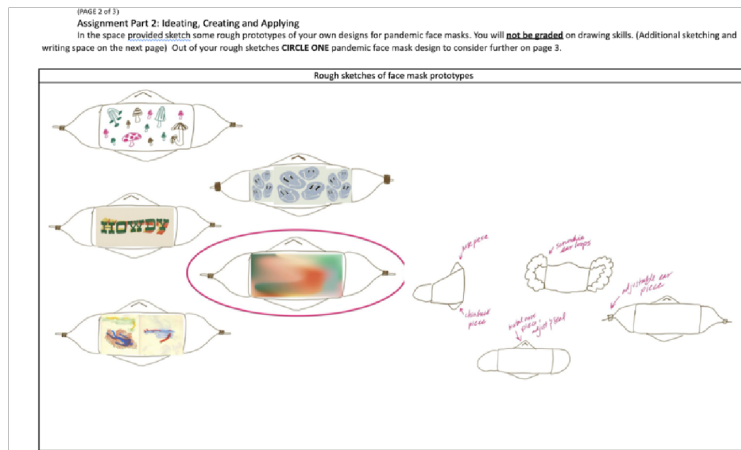 (PAGE 2 of 3)
Assignment Part 2: Ideating, Creating and Applying
In the space provided sketch some rough prototypes of your own designs for pandemic face masks. You will not be graded on drawing skills. (Additional sketching and
writing space on the next page) Out of your rough sketches CIRCLE ONE pandemic face mask design to consider further on page 3.
Rough sketches of face mask prototypes
HOWDY
scrunchie
ear loops
adjustable ear
piece
piece